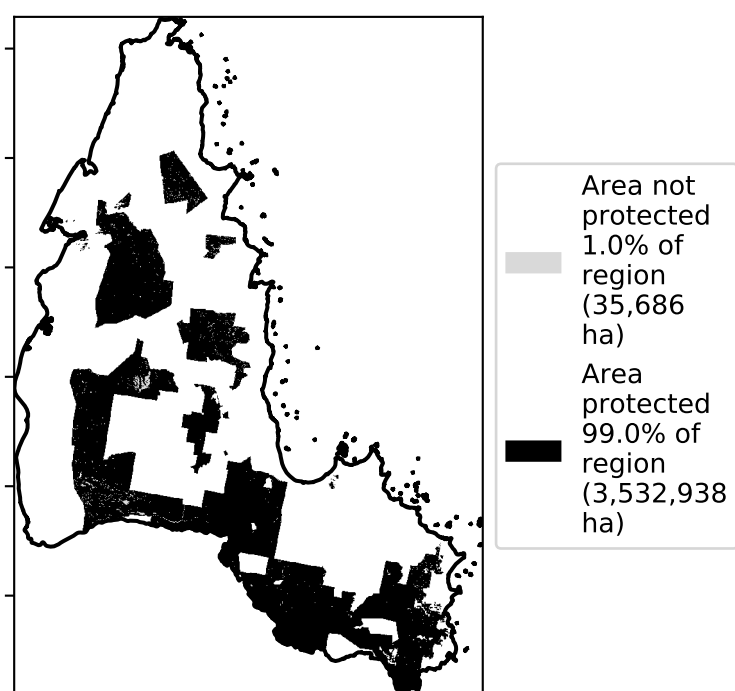 Area not
protected
1.0% of
region
(35,686
ha)
Area
protected
99.0% of
region
(3,532,938
ha)